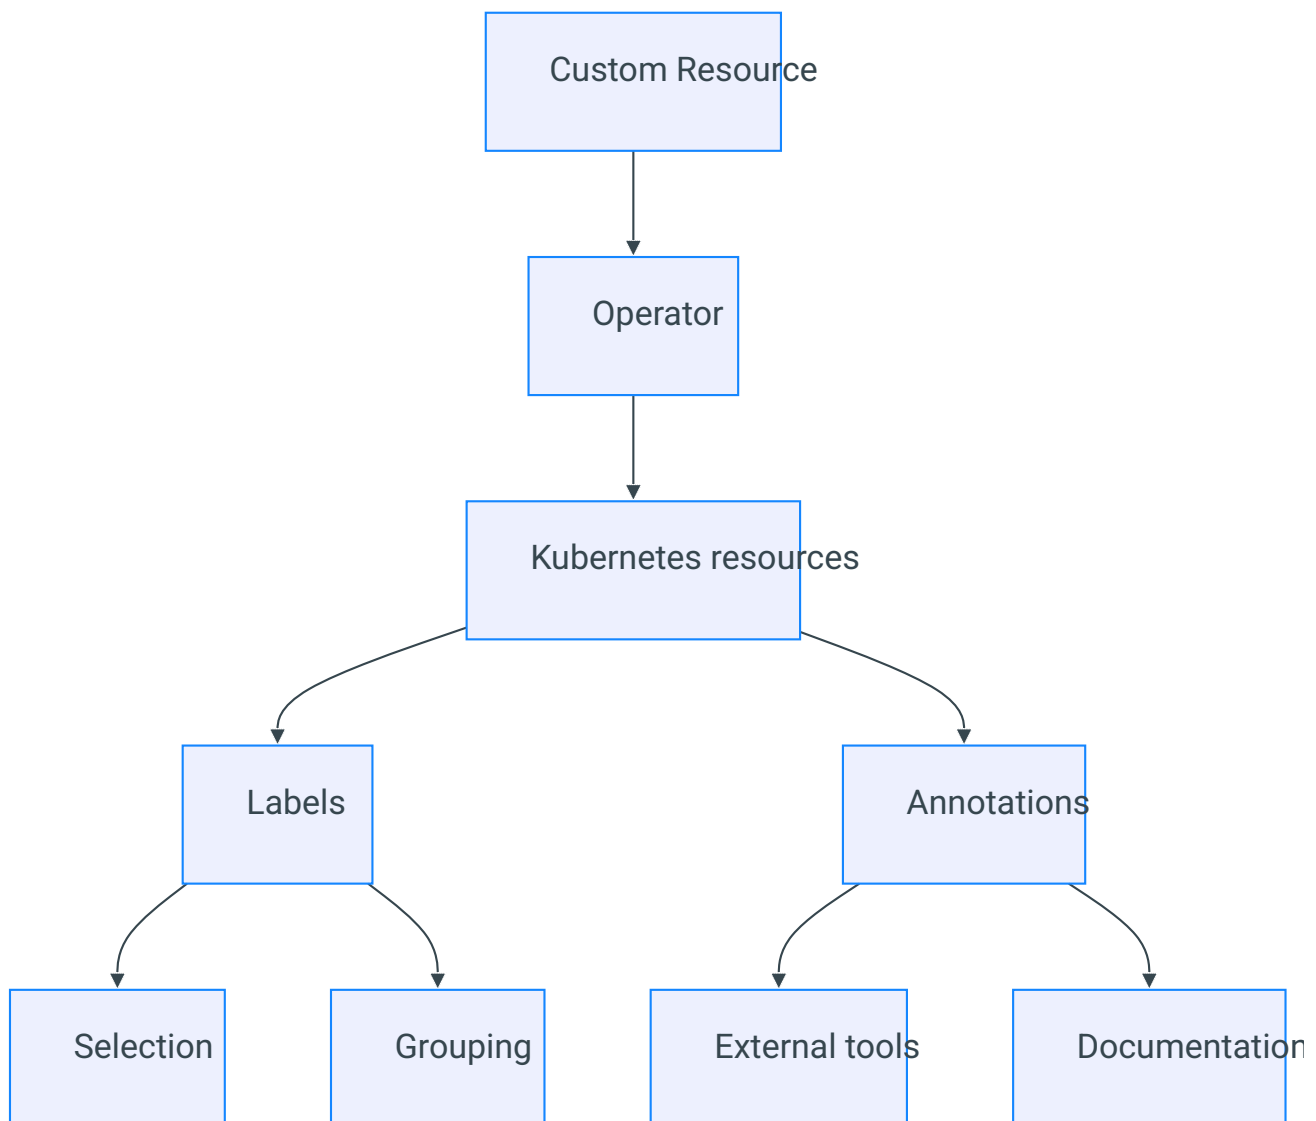 Custom Resource
Operator
Kubernetes resources
Labels
Annotations
Selection
Grouping
External tools
Documentation